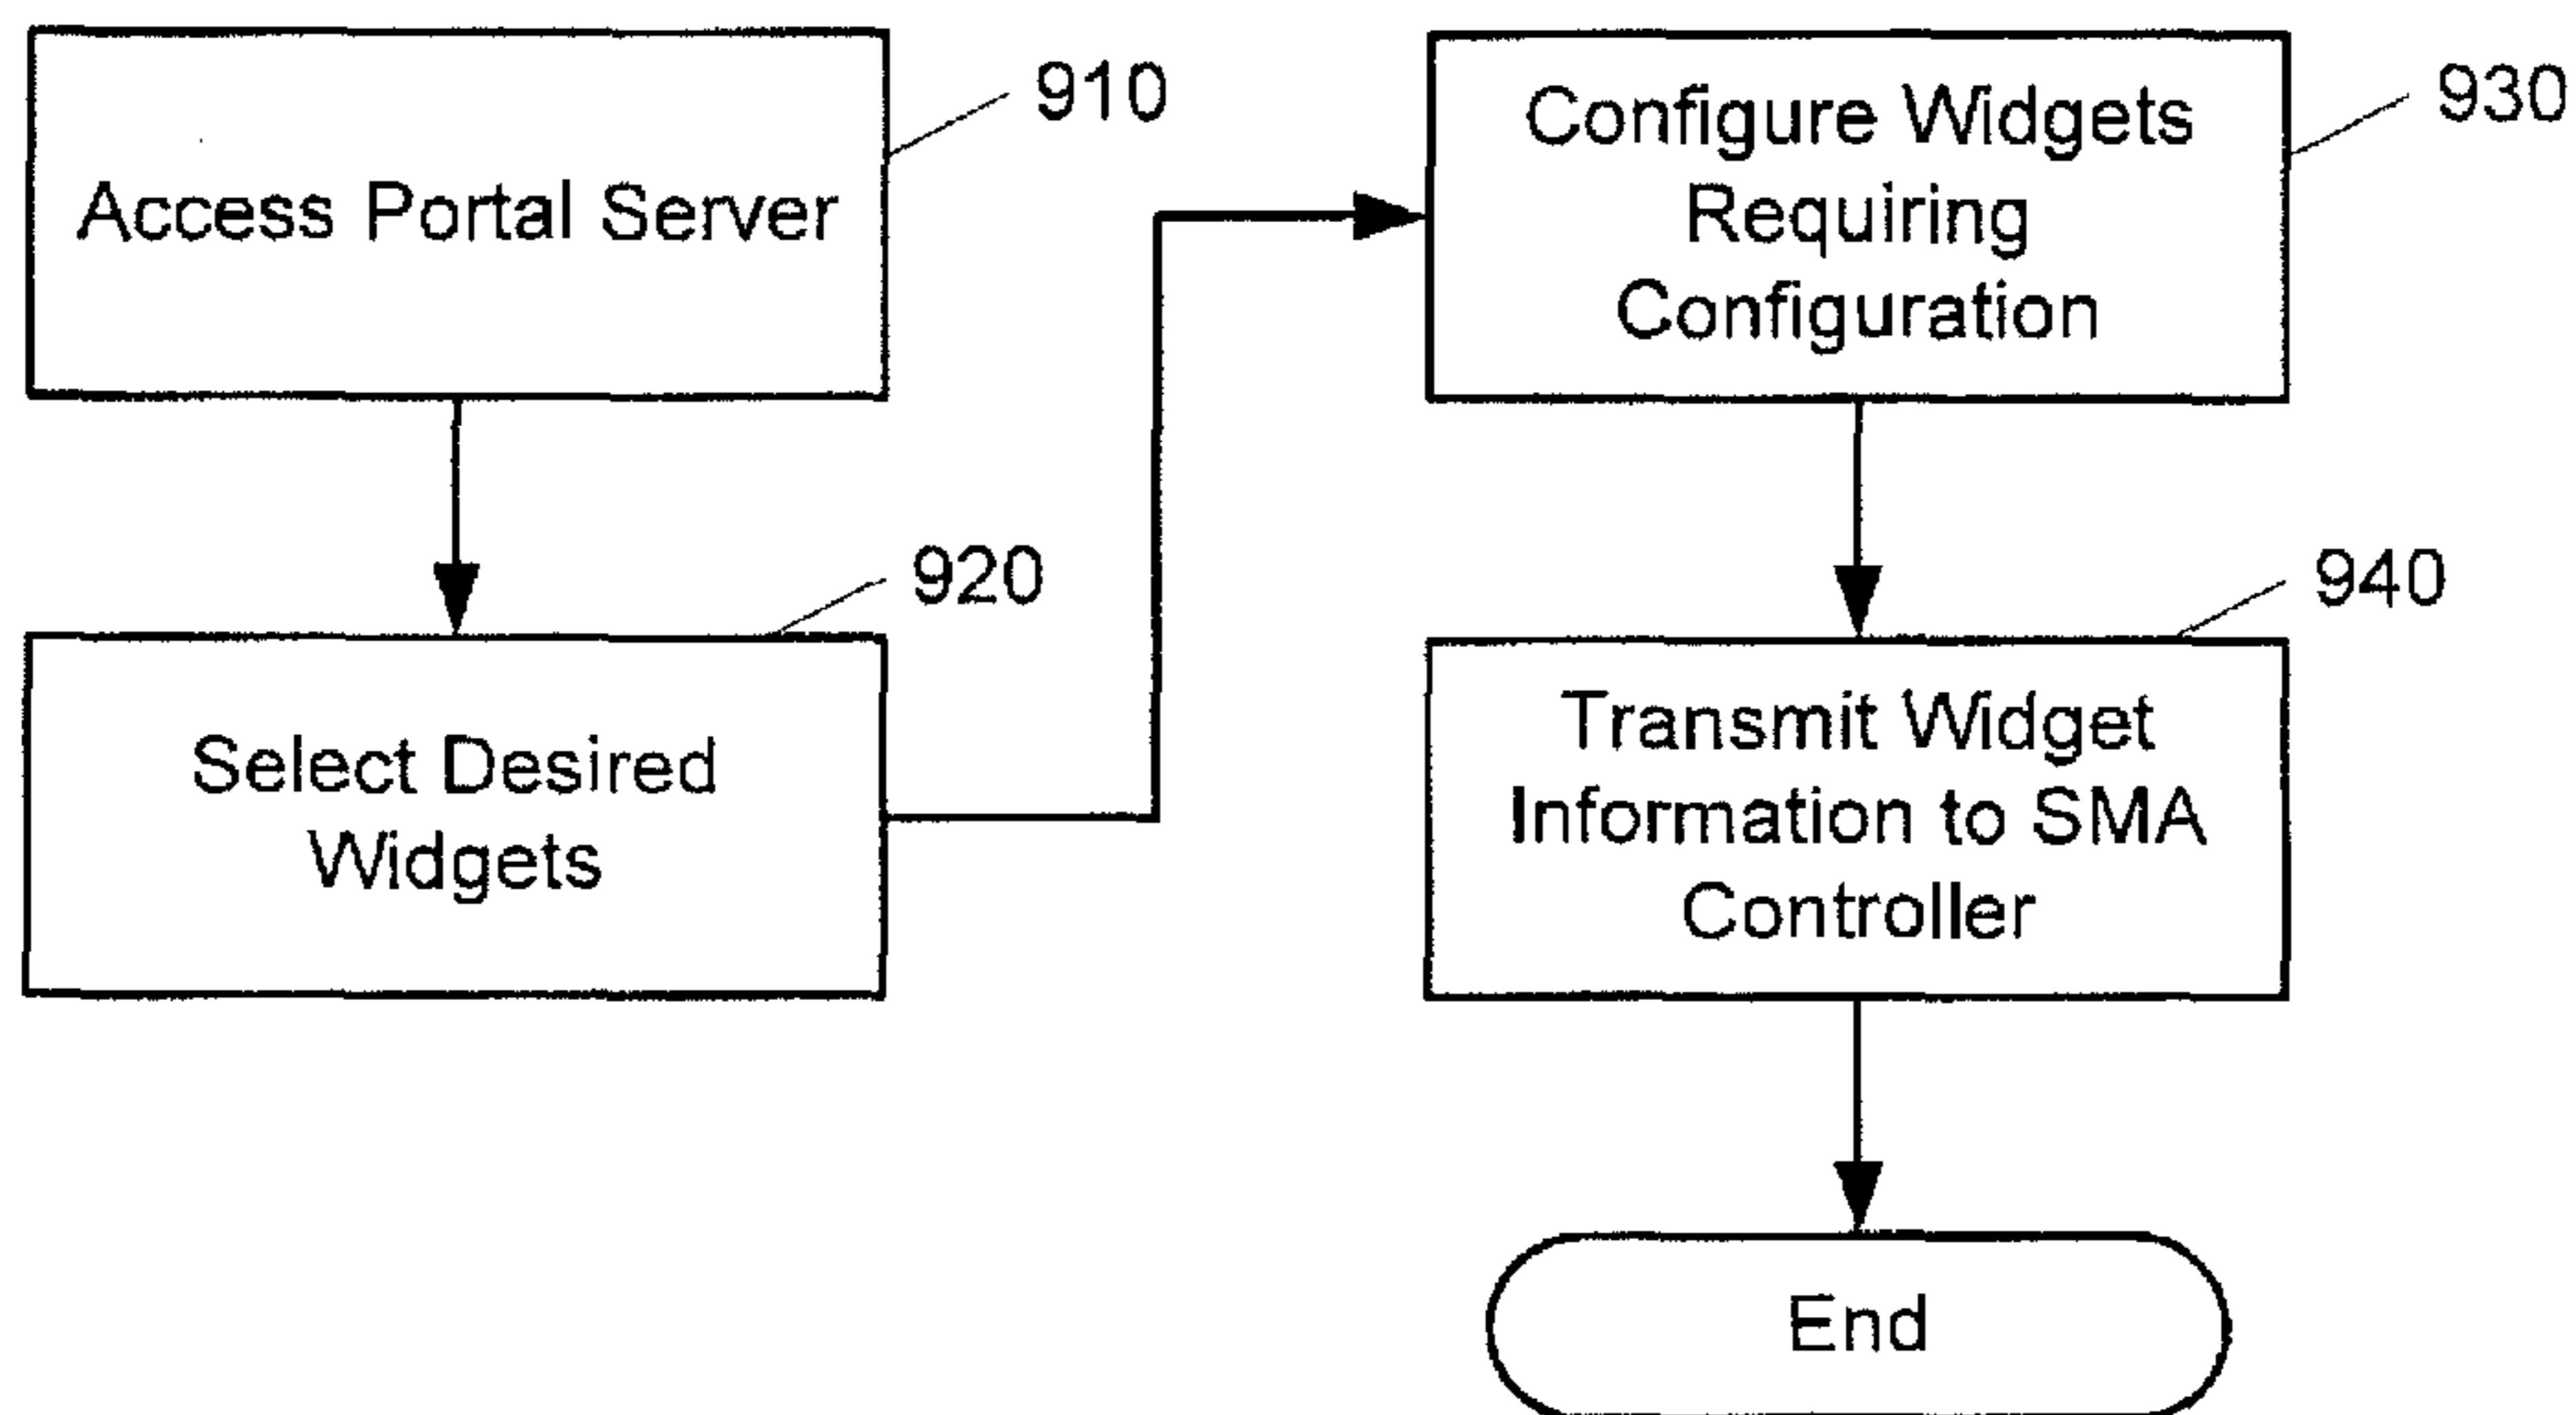 Access Portal Server
910
Select Desired
Widgets
920
Configure Widgets
Requiring
Configuration
930
Transmit Widget
Information to SMA
Controller
940
End